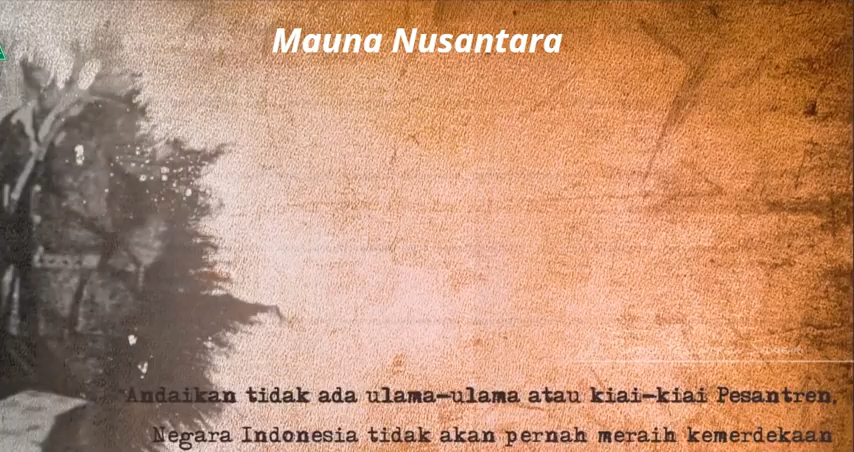 Mauna Nusantara
"Andaikan tidak ada ulama-ulama atau kiai-kiai Pesantren,
Negara Indonesia tidak akan pernah meraih kemerdekaan